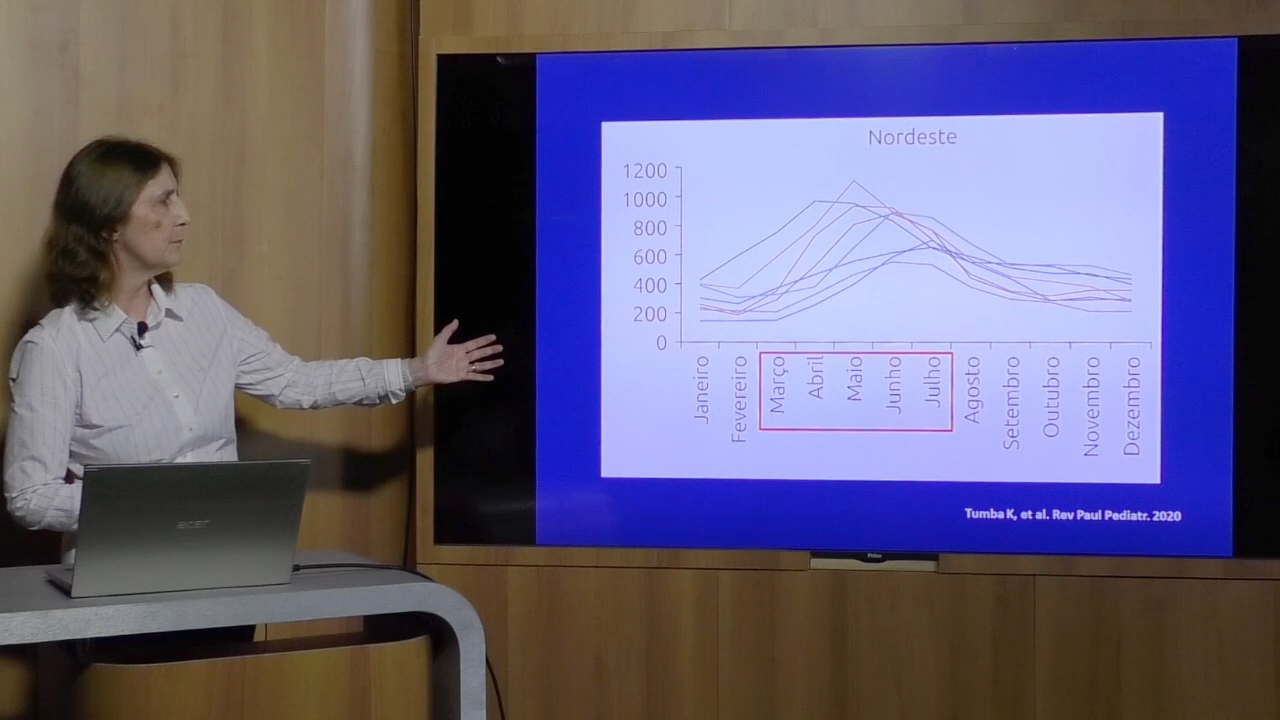 Nordeste
1200
1000
800
600
400
200
0
Janeiro
Fevereiro
Março
Abril
Maio
Junho
Julho
Agosto
Setembro
Outubro
Novembro
Dezembro
Tumba K, et al. Rev Paul Pediatr. 2020
acer
Philco